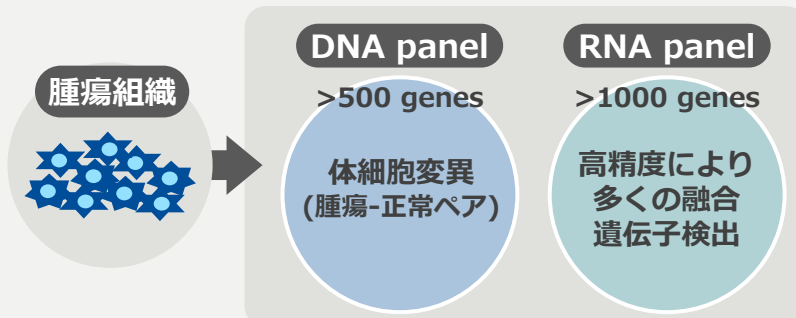 腫瘍組織
DNA panel
>500 genes
体細胞変異
(腫瘍-正常ペア)
RNA panel
>1000 genes
高精度により
多くの融合
遺伝子検出